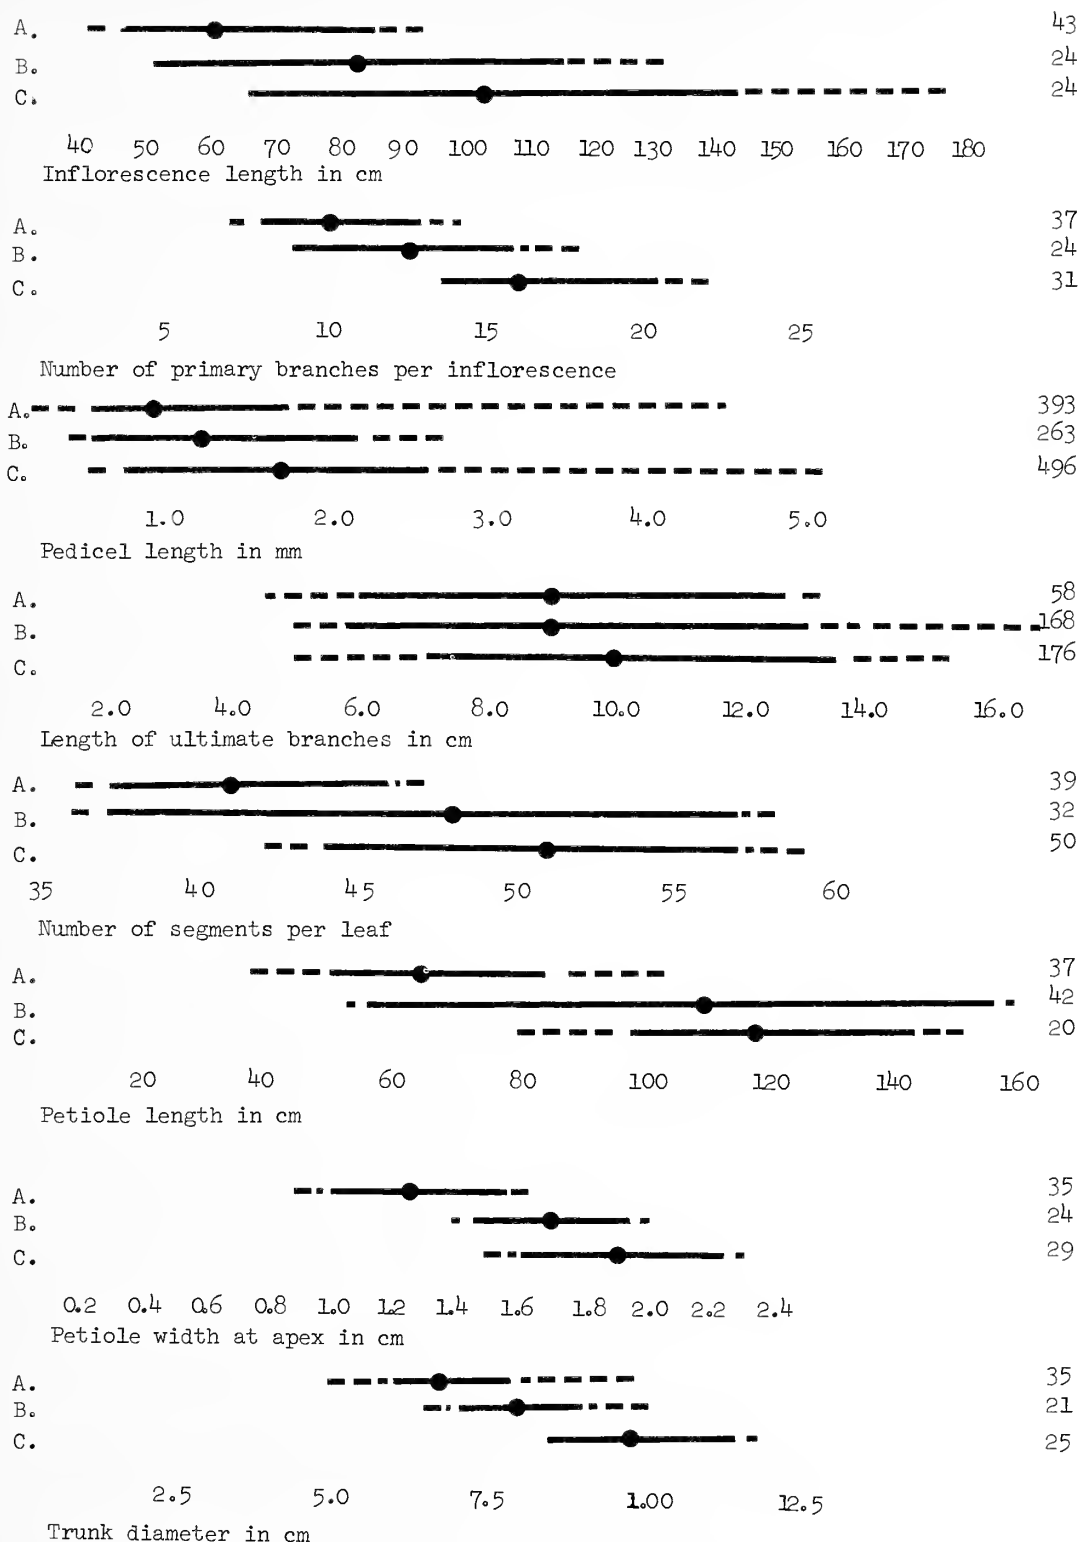 A. 43
B. 24
C. 24
40 50 60 70 80 90 100 110 120 130 140 150 160 170 180
Inflorescence length in cm
A. 37
B. 24
C. 31
5 10 15 20 25
Number of primary branches per inflorescence
A. 393
B. 263
C. 496
1.0 2.0 3.0 4.0 5.0
Pedicel length in mm
A. 58
B. 168
C. 176
2.0 4.0 6.0 8.0 10.0 12.0 14.0 16.0
Length of ultimate branches in cm
A. 39
B. 32
C. 50
35 40 45 50 55 60
Number of segments per leaf
A. 37
B. 42
C. 20
20 40 60 80 100 120 140 160
Petiole length in cm
A. 35
B. 24
C. 29
0.2 0.4 0.6 0.8 1.0 1.2 1.4 1.6 1.8 2.0 2.2 2.4
Petiole width at apex in cm
A. 35
B. 21
C. 25
2.5 5.0 7.5 1.00 12.5
Trunk diameter in cm